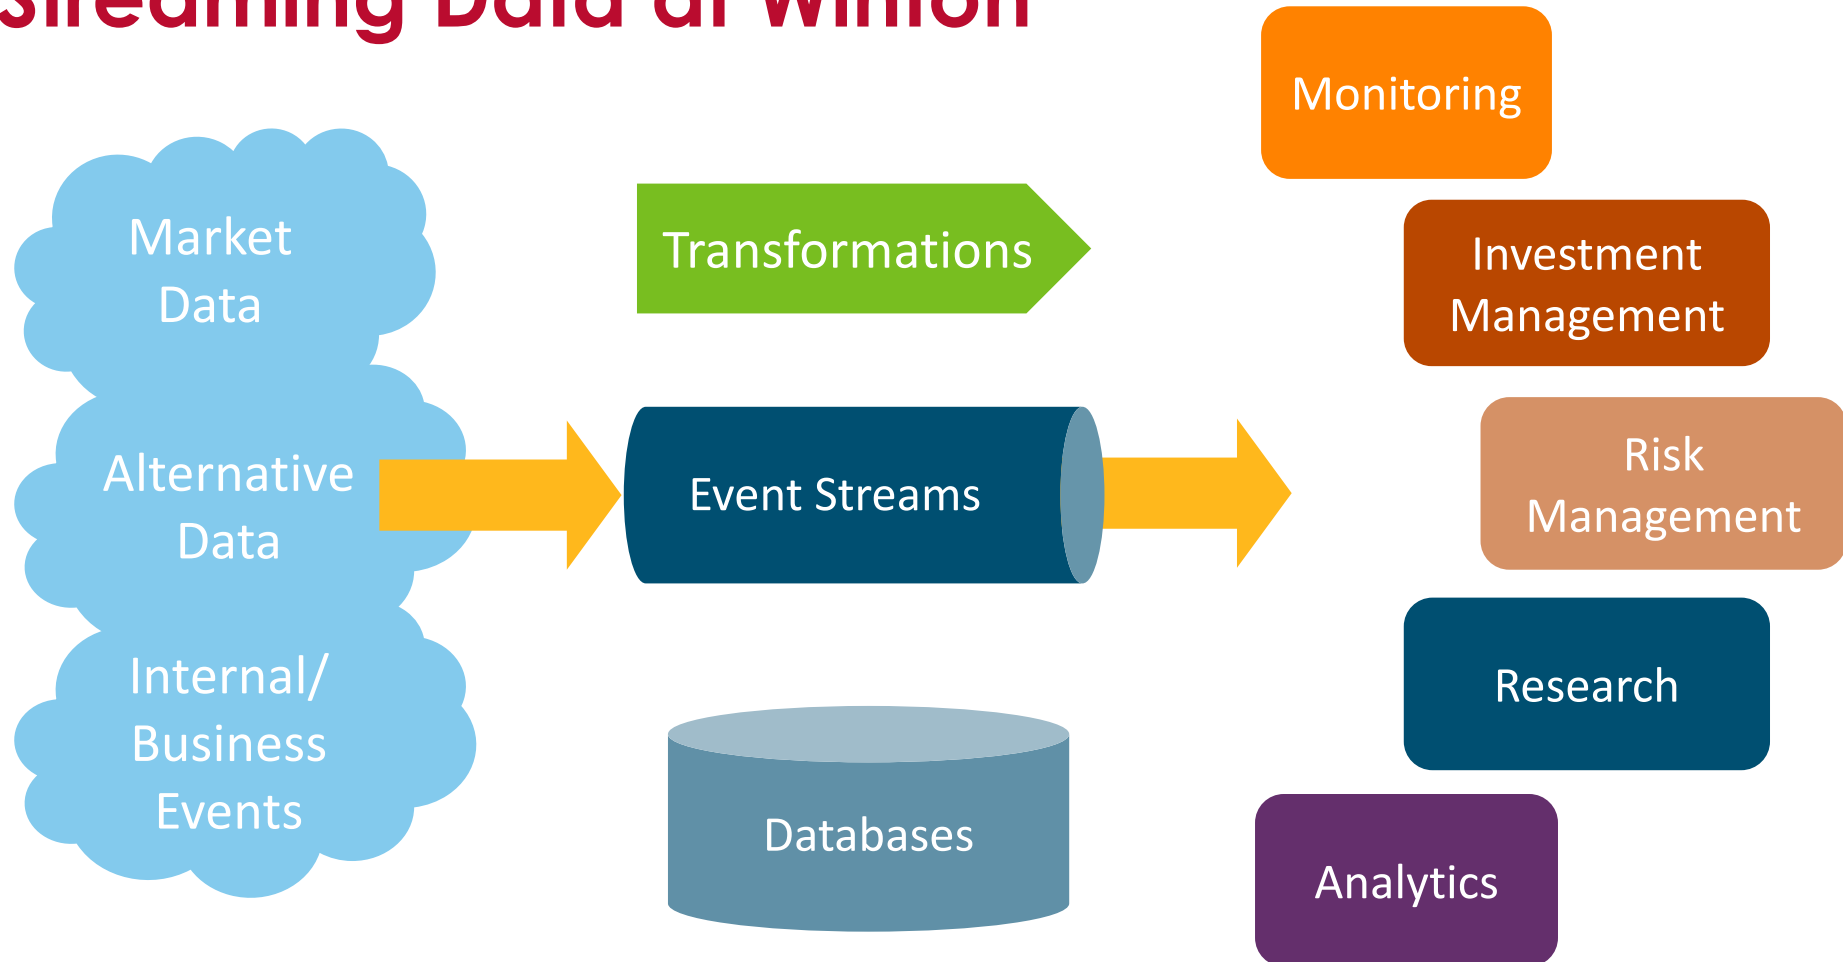 Streaming Data at Winton
Market
Data
Alternative
Data
Internal/
Business
Events
Transformations
Event Streams
Databases
Monitoring
Investment
Management
Risk
Management
Research
Analytics